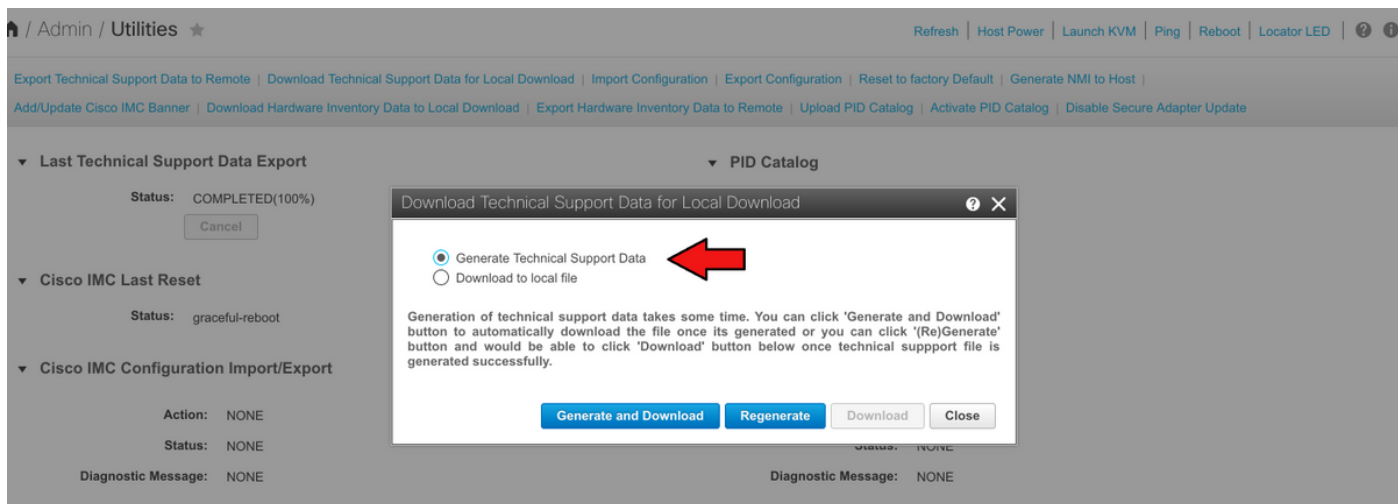 / Admin / Utilities
Refresh | Host Power | Launch KVM | Ping | Reboot | Locator LED |
Export Technical Support Data to Remote | Download Technical Support Data for Local Download | Import Configuration | Export Configuration | Reset to factory Default | Generate NMI to Host |
Add/Update Cisco IMC Banner | Download Hardware Inventory Data to Local Download | Export Hardware Inventory Data to Remote | Upload PID Catalog | Activate PID Catalog | Disable Secure Adapter Update
Last Technical Support Data Export
PID Catalog
Status: COMPLETED(100%)
Cancel
Download Technical Support Data for Local Download
Generate Technical Support Data
Download to local file
Cisco IMC Last Reset
Status: graceful-reboot
Generation of technical support data takes some time. You can click 'Generate and Download'
button to automatically download the file once its generated or you can click '(Re)Generate'
button and would be able to click 'Download' button below once technical suppport file is
generated successfully.
Cisco IMC Configuration Import/Export
Generate and Download
Regenerate
Download
Close
Action: NONE
Status: NONE
Status: NONE
Diagnostic Message: NONE
Diagnostic Message: NONE